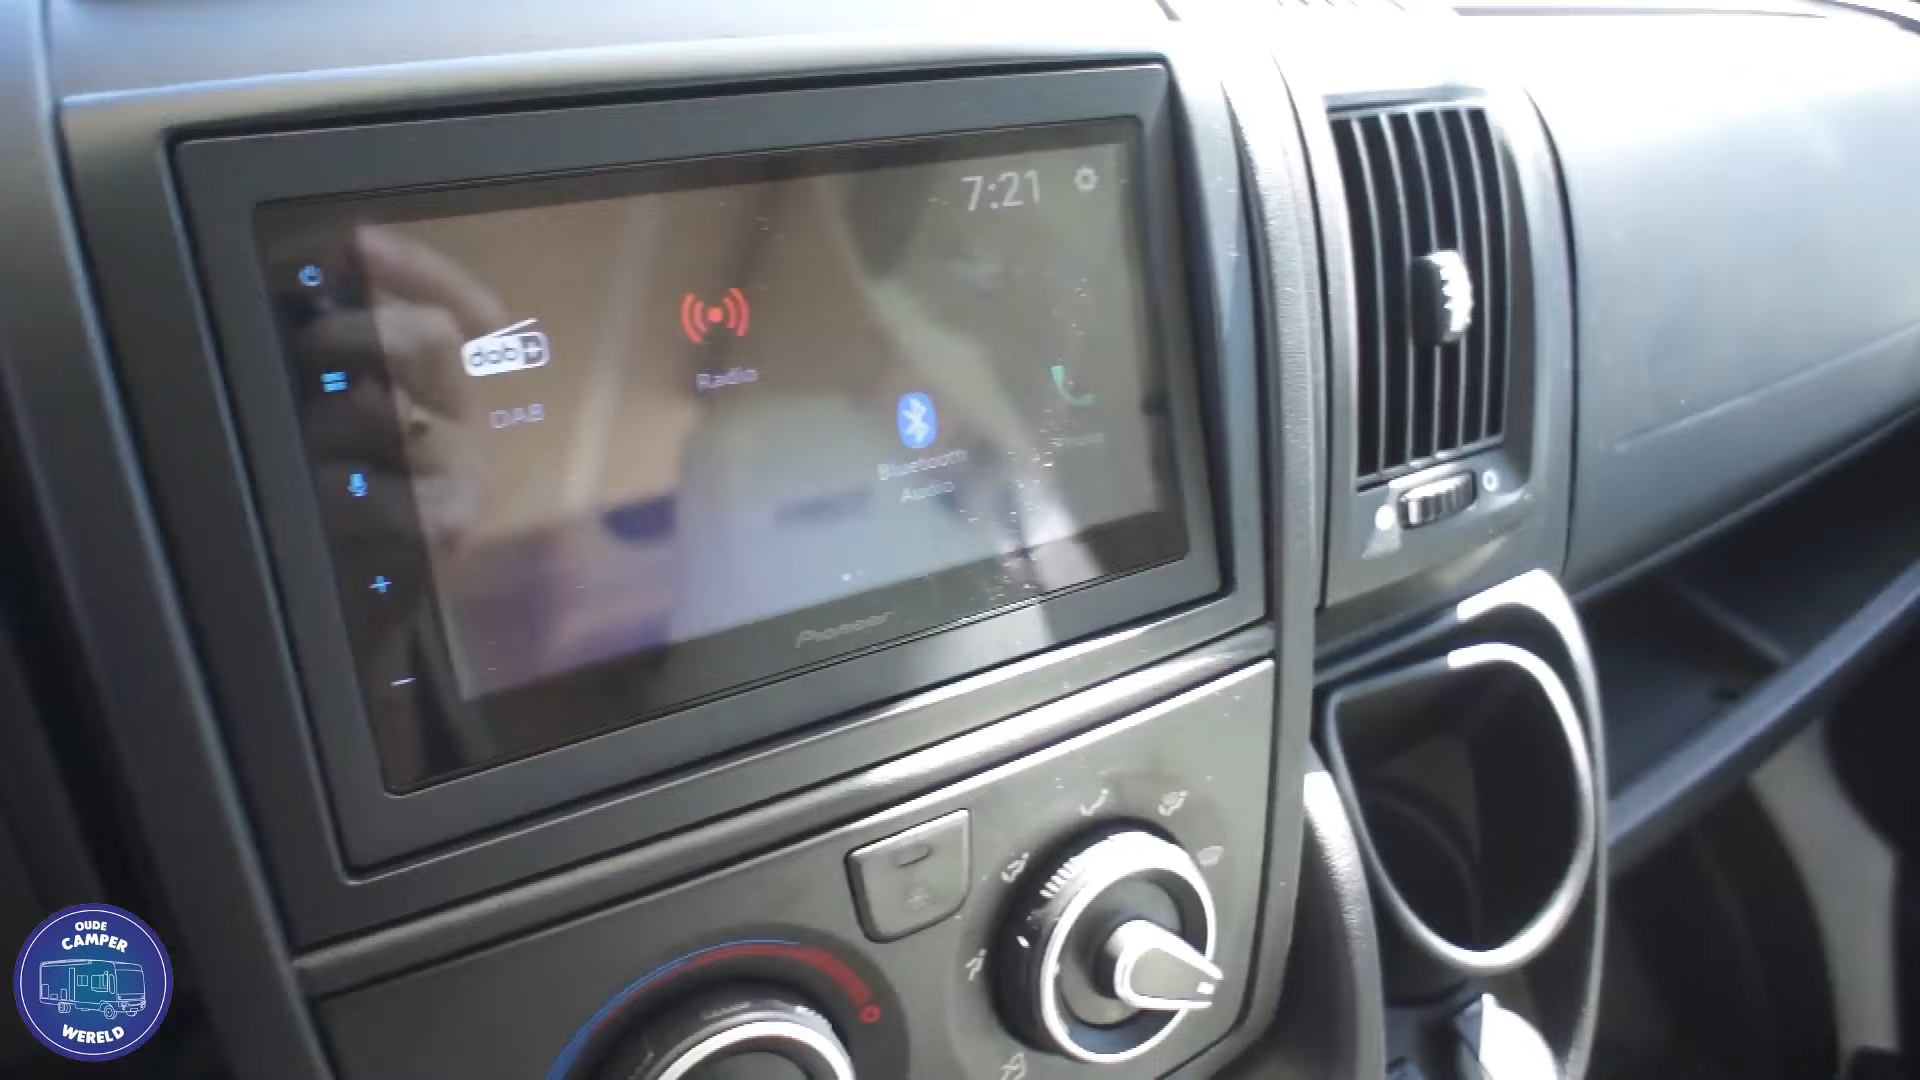 7:21
dab+
DAB
Radio
Bluetooth
Audio
Pioneer
OUDE
CAMPER
WERELD